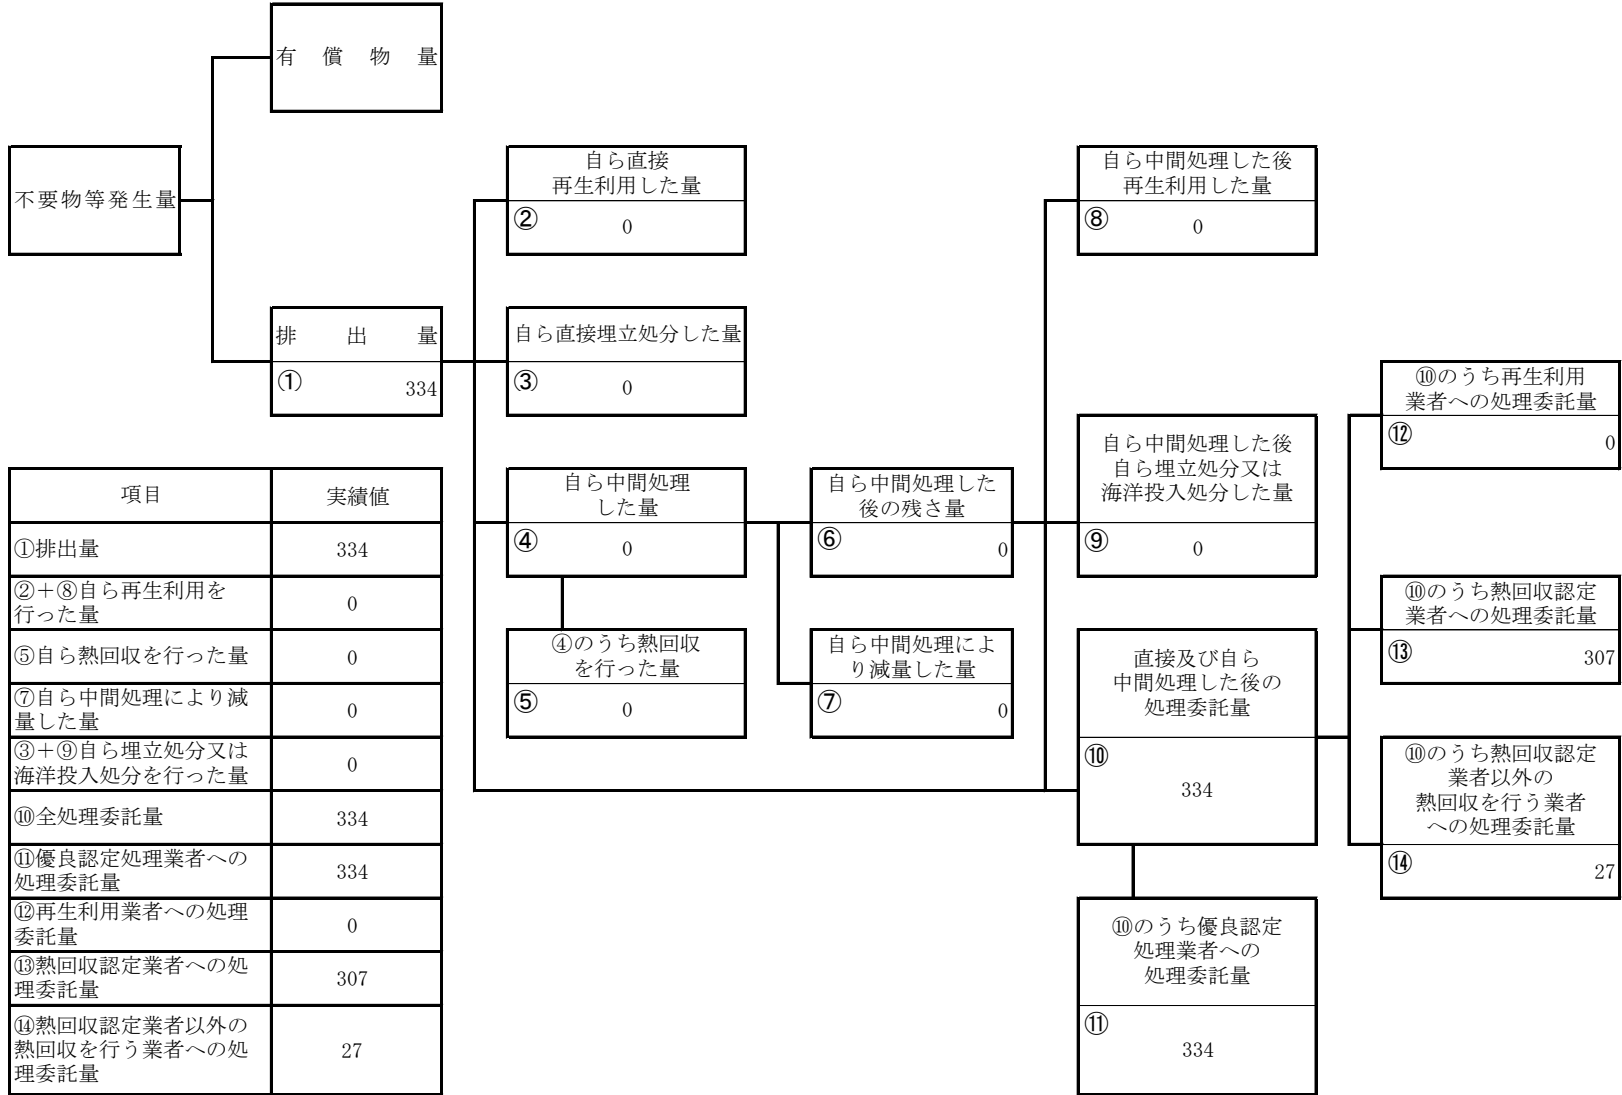 有償物量
不要物等発生量
排出量
①
334
自ら直接
再生利用した量
②
0
自ら直接埋立処分した量
③
0
自ら中間処理
した量
④
0
④のうち熱回収
を行った量
⑤
0
自ら中間処理した
後の残さ量
⑥
0
自ら中間処理によ
り減量した量
⑦
0
自ら中間処理した後
再生利用した量
⑧
0
自ら中間処理した後
自ら埋立処分又は
海洋投入処分した量
⑨
0
直接及び自ら
中間処理した後の
処理委託量
⑩
334
⑩のうち優良認定
処理業者への
処理委託量
⑪
334
⑩のうち再生利用
業者への処理委託量
⑫
0
⑩のうち熱回収認定
業者への処理委託量
⑬
307
⑩のうち熱回収認定
業者以外の
熱回収を行う業者
への処理委託量
⑭
27
項目 実績値
①排出量 334
②+⑧自ら再生利用を
行った量
0
⑤自ら熱回収を行った量 0
⑦自ら中間処理により減
量した量
0
③+⑨自ら埋立処分又は
海洋投入処分を行った量
0
⑩全処理委託量 334
⑪優良認定処理業者への
処理委託量
334
⑫再生利用業者への処理
委託量
0
⑬熱回収認定業者への処
理委託量
307
⑭熱回収認定業者以外の
熱回収を行う業者への処
理委託量
27